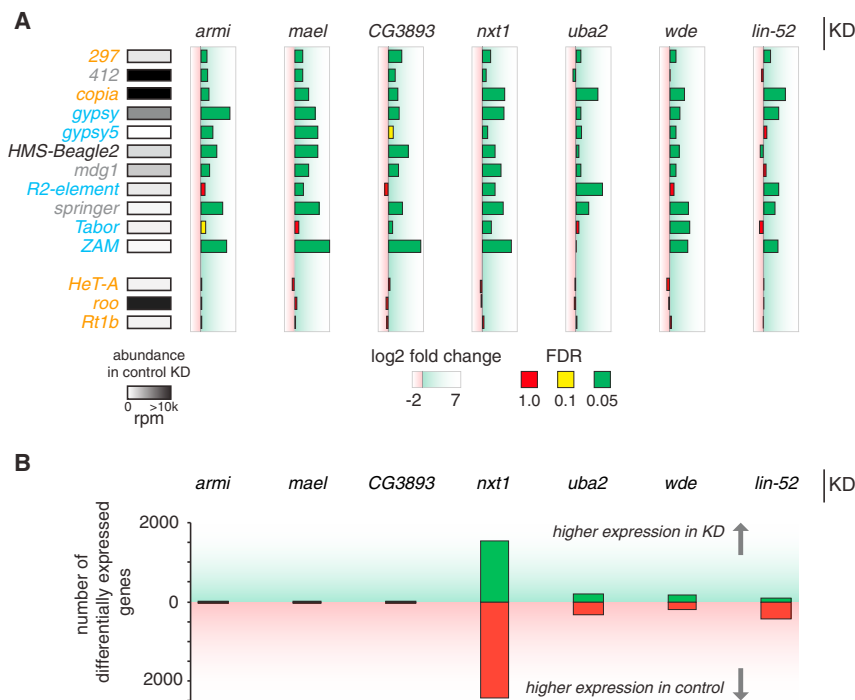 A
armi mael CG3893 nxt1 uba2 wde lin-52 KD
297
412
copia
gypsy
gypsy5
HMS-Beagle2
mdg1
R2-element
springer
Tabor
ZAM
HeT-A
roo
Rt1b
abundance
in control KD
0 >10k
rpm
log2 fold change
-2 7
FDR
1.0 0.1 0.05
B
armi mael CG3893 nxt1 uba2 wde lin-52 KD
number of
differentially expressed
genes
2000
0
2000
higher expression in KD
higher expression in control